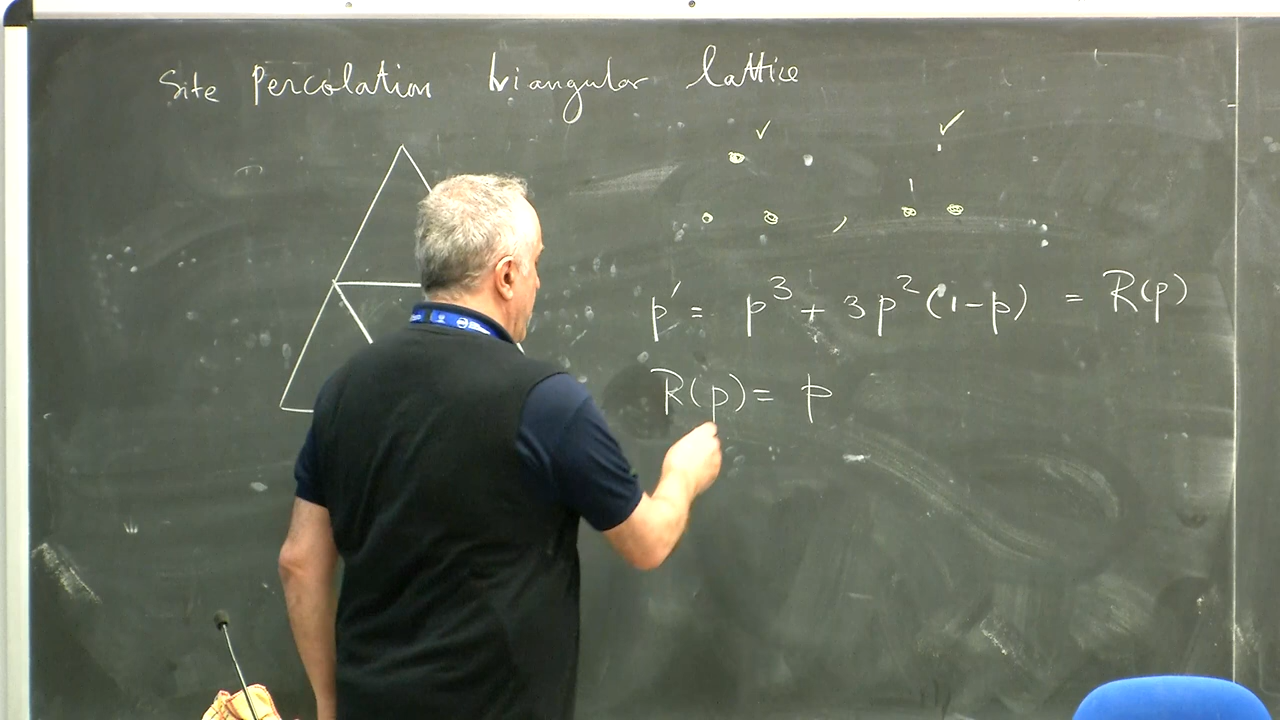 Site Percolation triangular lattice
p′ = p³ + 3p²(1-p) = R(p)
R(p) = p